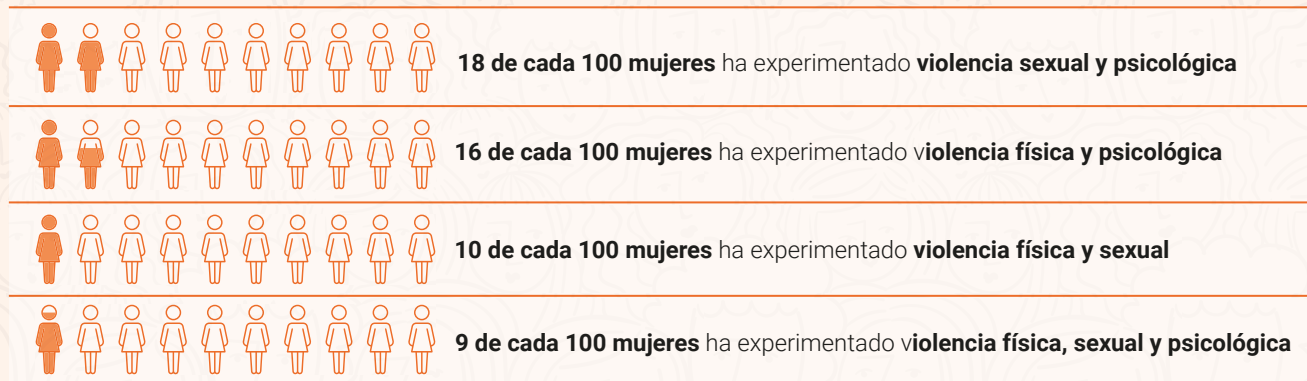 18 de cada 100 mujeres ha experimentado violencia sexual y psicológica
16 de cada 100 mujeres ha experimentado violencia física y psicológica
10 de cada 100 mujeres ha experimentado violencia física y sexual
9 de cada 100 mujeres ha experimentado violencia física, sexual y psicológica